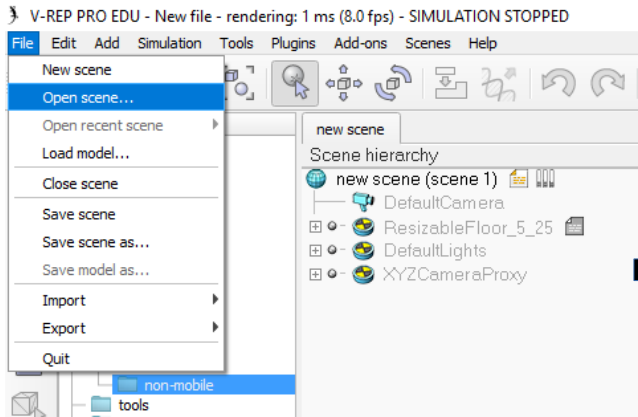 V-REP PRO EDU - New file - rendering: 1 ms (8.0 fps) - SIMULATION STOPPED
File Edit Add Simulation Tools Plugins Add-ons Scenes Help
New scene
Open scene...
Open recent scene
Load model...
Close scene
Save scene
Save scene as...
Save model as...
Import
Export
Quit
non-mobile
tools
new scene
Scene hierarchy
new scene (scene 1)
DefaultCamera
ResizableFloor_5_25
DefaultLights
XYZCameraProxy